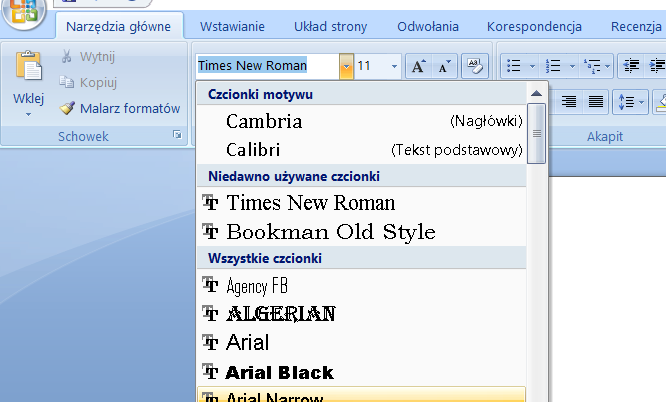 Narzędzia główne Wstawianie Układ strony Odwołania Korespondencja Recenzja
Wklej
Wytnij
Kopiuj
Malarz formatów
Schowek
Times New Roman 11
Akapit
Czcionki motywu
Cambria (Nagłówki)
Calibri (Tekst podstawowy)
Niedawno używane czcionki
Times New Roman
Bookman Old Style
Wszystkie czcionki
Agency FB
ALGERIAN
Arial
Arial Black
Arial Narrow